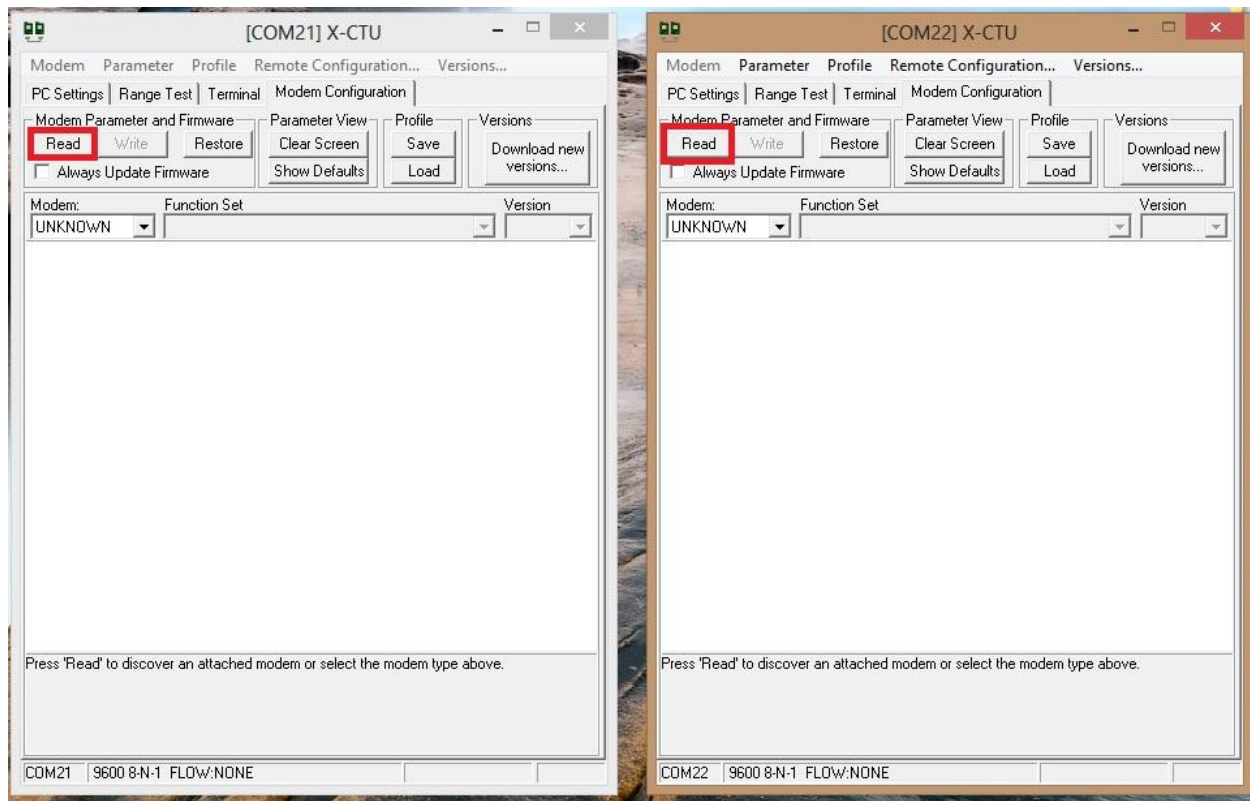 [COM21] X-CTU
Modem Parameter Profile Remote Configuration... Versions...
PC Settings Range Test Terminal Modem Configuration
Modem Parameter and Firmware Parameter View Profile Versions
Read Write Restore Clear Screen Save Download new versions...
Always Update Firmware Show Defaults Load
Modem: Function Set Version
UNKNOWN
Press 'Read' to discover an attached modem or select the modem type above.
COM21 9600 8-N-1 FLOW:NONE
[COM22] X-CTU
Modem Parameter Profile Remote Configuration... Versions...
PC Settings Range Test Terminal Modem Configuration
Modem Parameter and Firmware Parameter View Profile Versions
Read Write Restore Clear Screen Save Download new versions...
Always Update Firmware Show Defaults Load
Modem: Function Set Version
UNKNOWN
Press 'Read' to discover an attached modem or select the modem type above.
COM22 9600 8-N-1 FLOW:NONE